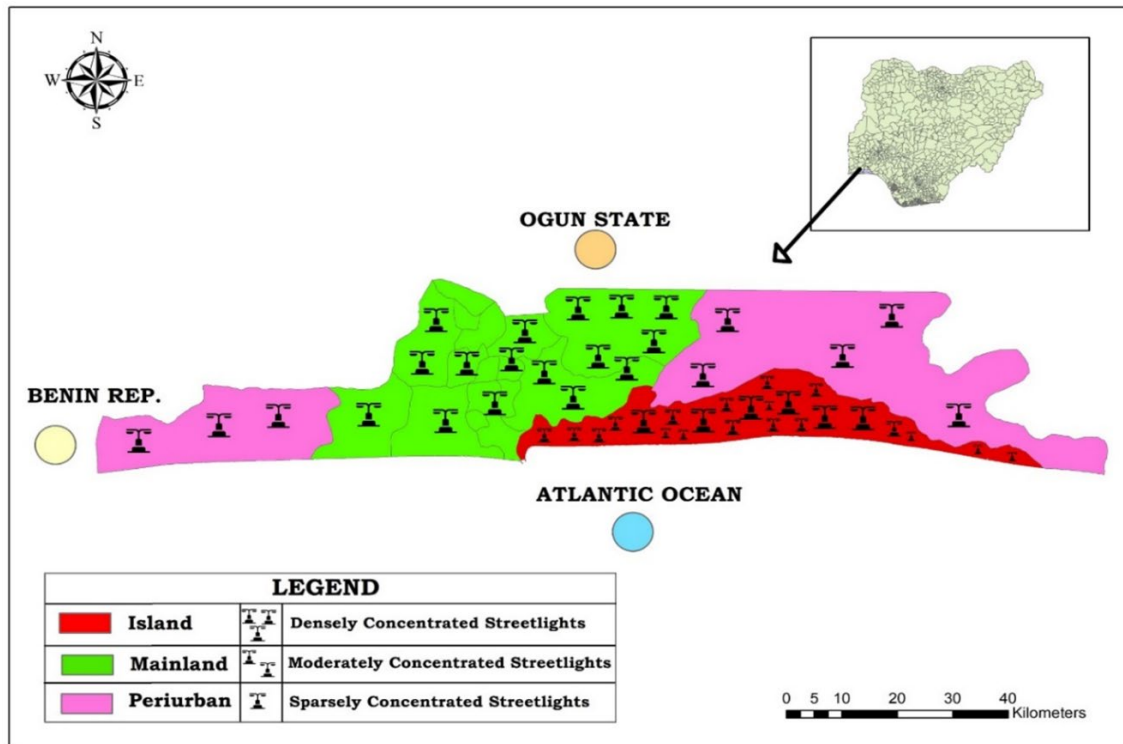 N
W E
S
OGUN STATE
BENIN REP.
ATLANTIC OCEAN
LEGEND
Island Densely Concentrated Streetlights
Mainland Moderately Concentrated Streetlights
Periurban Sparsely Concentrated Streetlights
0 5 10 20 30 40
Kilometers